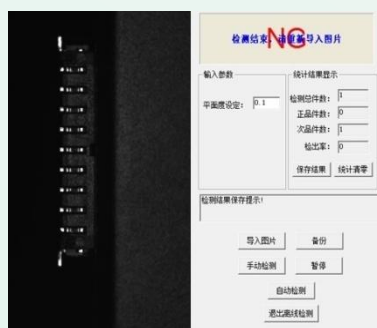 检测结束，请重新导入图片
NG
输入参数
平面度设定: 0.1
统计结果显示
检测总件数: 1
正品件数: 0
次品件数: 1
检出率: 0
保存结果 统计清零
检测结果保存提示!
导入图片 备份
手动检测 暂停
自动检测
退出离线检测